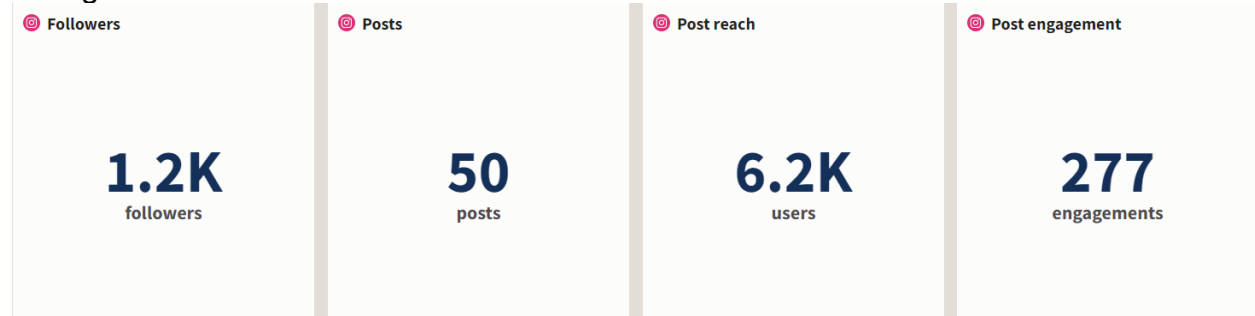 Followers
1.2K
followers
Posts
50
posts
Post reach
6.2K
users
Post engagement
277
engagements